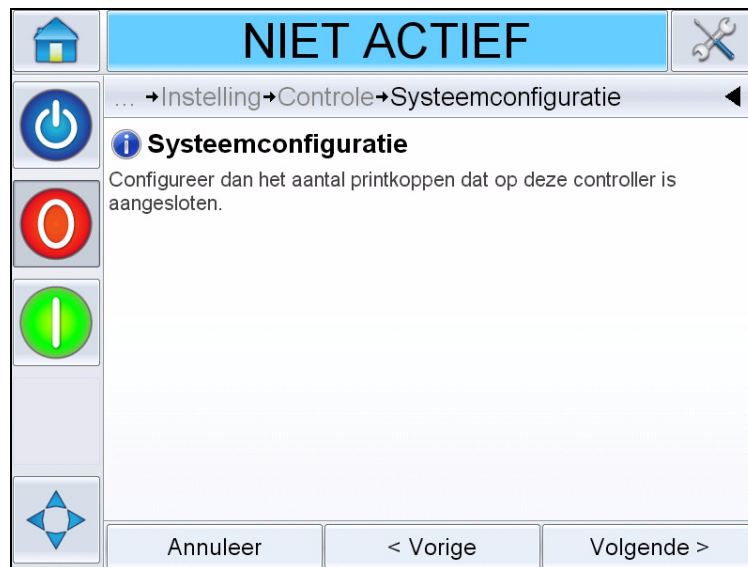 NIET ACTIEF
... →Instelling→Controle→Systeemconfiguratie
Systeemconfiguratie
Configureer dan het aantal printkoppen dat op deze controller is
aangesloten.
Annuleer
< Vorige
Volgende >